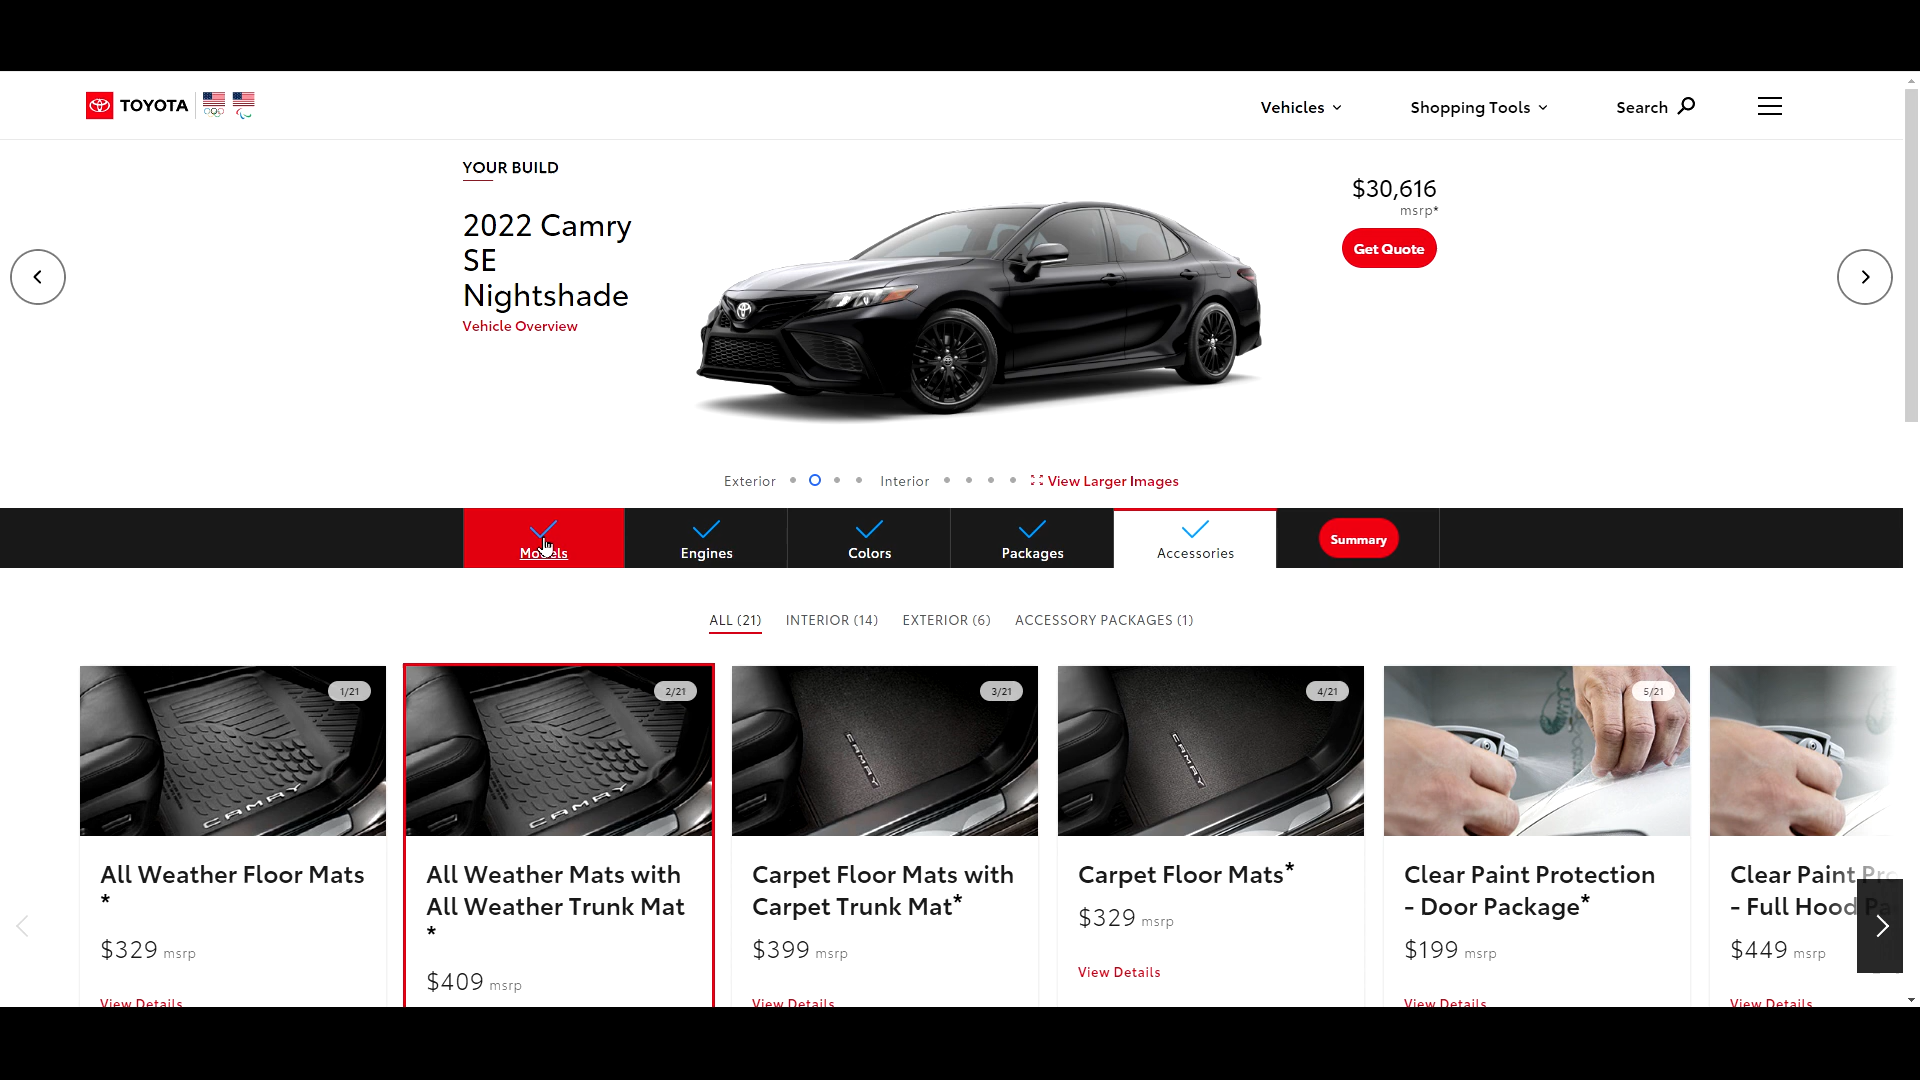 TOYOTA
Vehicles
Shopping Tools
Search
YOUR BUILD
2022 Camry
SE
Nightshade
Vehicle Overview
$30,616
msrp*
Get Quote
Exterior
Interior
View Larger Images
Models
Engines
Colors
Packages
Accessories
Summary
ALL (21)
INTERIOR (14)
EXTERIOR (6)
ACCESSORY PACKAGES (1)
1/21
CAMRY
All Weather Floor Mats
*
$329 msrp
View Details
2/21
CAMRY
All Weather Mats with
All Weather Trunk Mat
*
$409 msrp
3/21
CAMRY
Carpet Floor Mats with
Carpet Trunk Mat*
$399 msrp
View Details
4/21
CAMRY
Carpet Floor Mats*
$329 msrp
View Details
5/21
Clear Paint Protection
- Door Package*
$199 msrp
View Details
Clear Paint Pro
- Full Hood Pa
$449 msrp
View Details